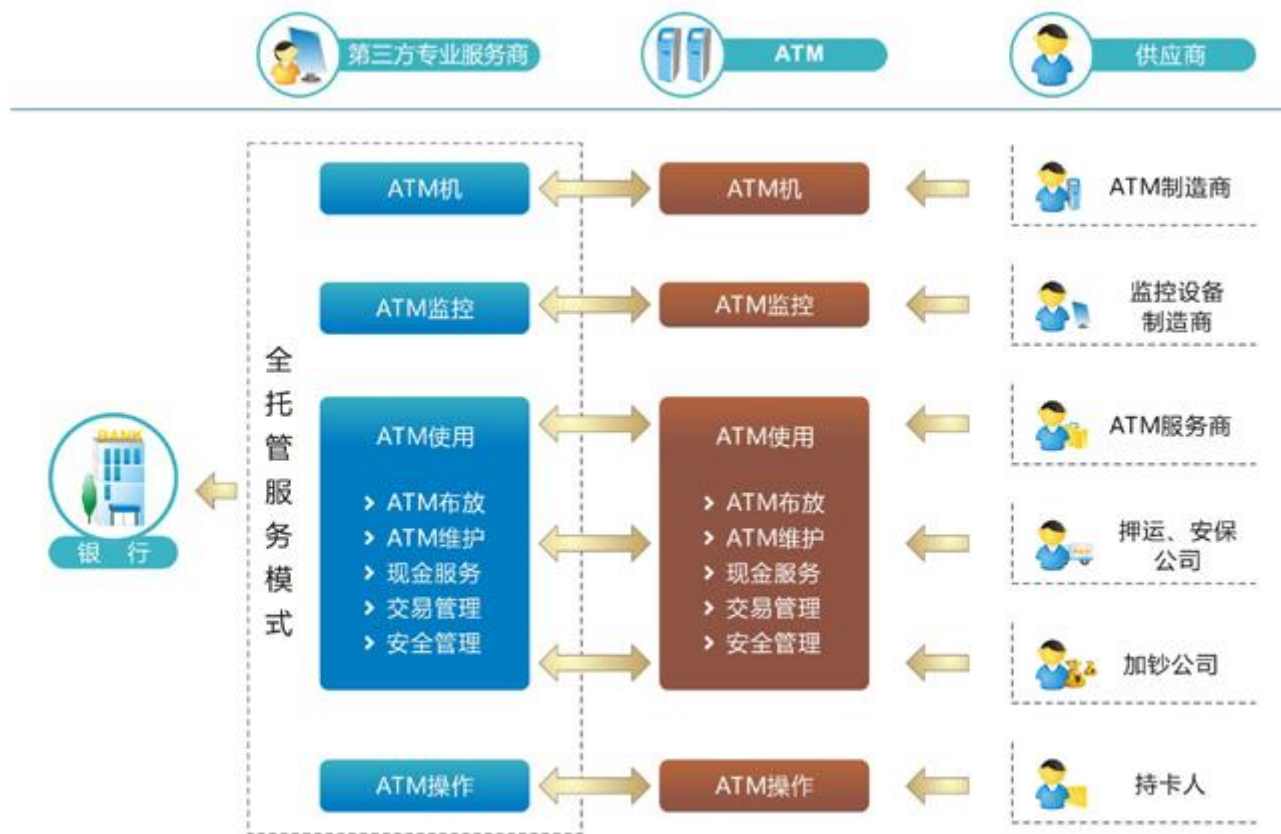 第三方专业服务商
ATM
供应商
ATM机
ATM机
ATM制造商
ATM监控
ATM监控
监控设备
制造商
全托管服务模式
BANK
银 行
ATM使用
ATM布放
ATM维护
现金服务
交易管理
安全管理
ATM使用
ATM布放
ATM维护
现金服务
交易管理
安全管理
ATM服务商
押运、安保
公司
加钞公司
ATM操作
ATM操作
持卡人